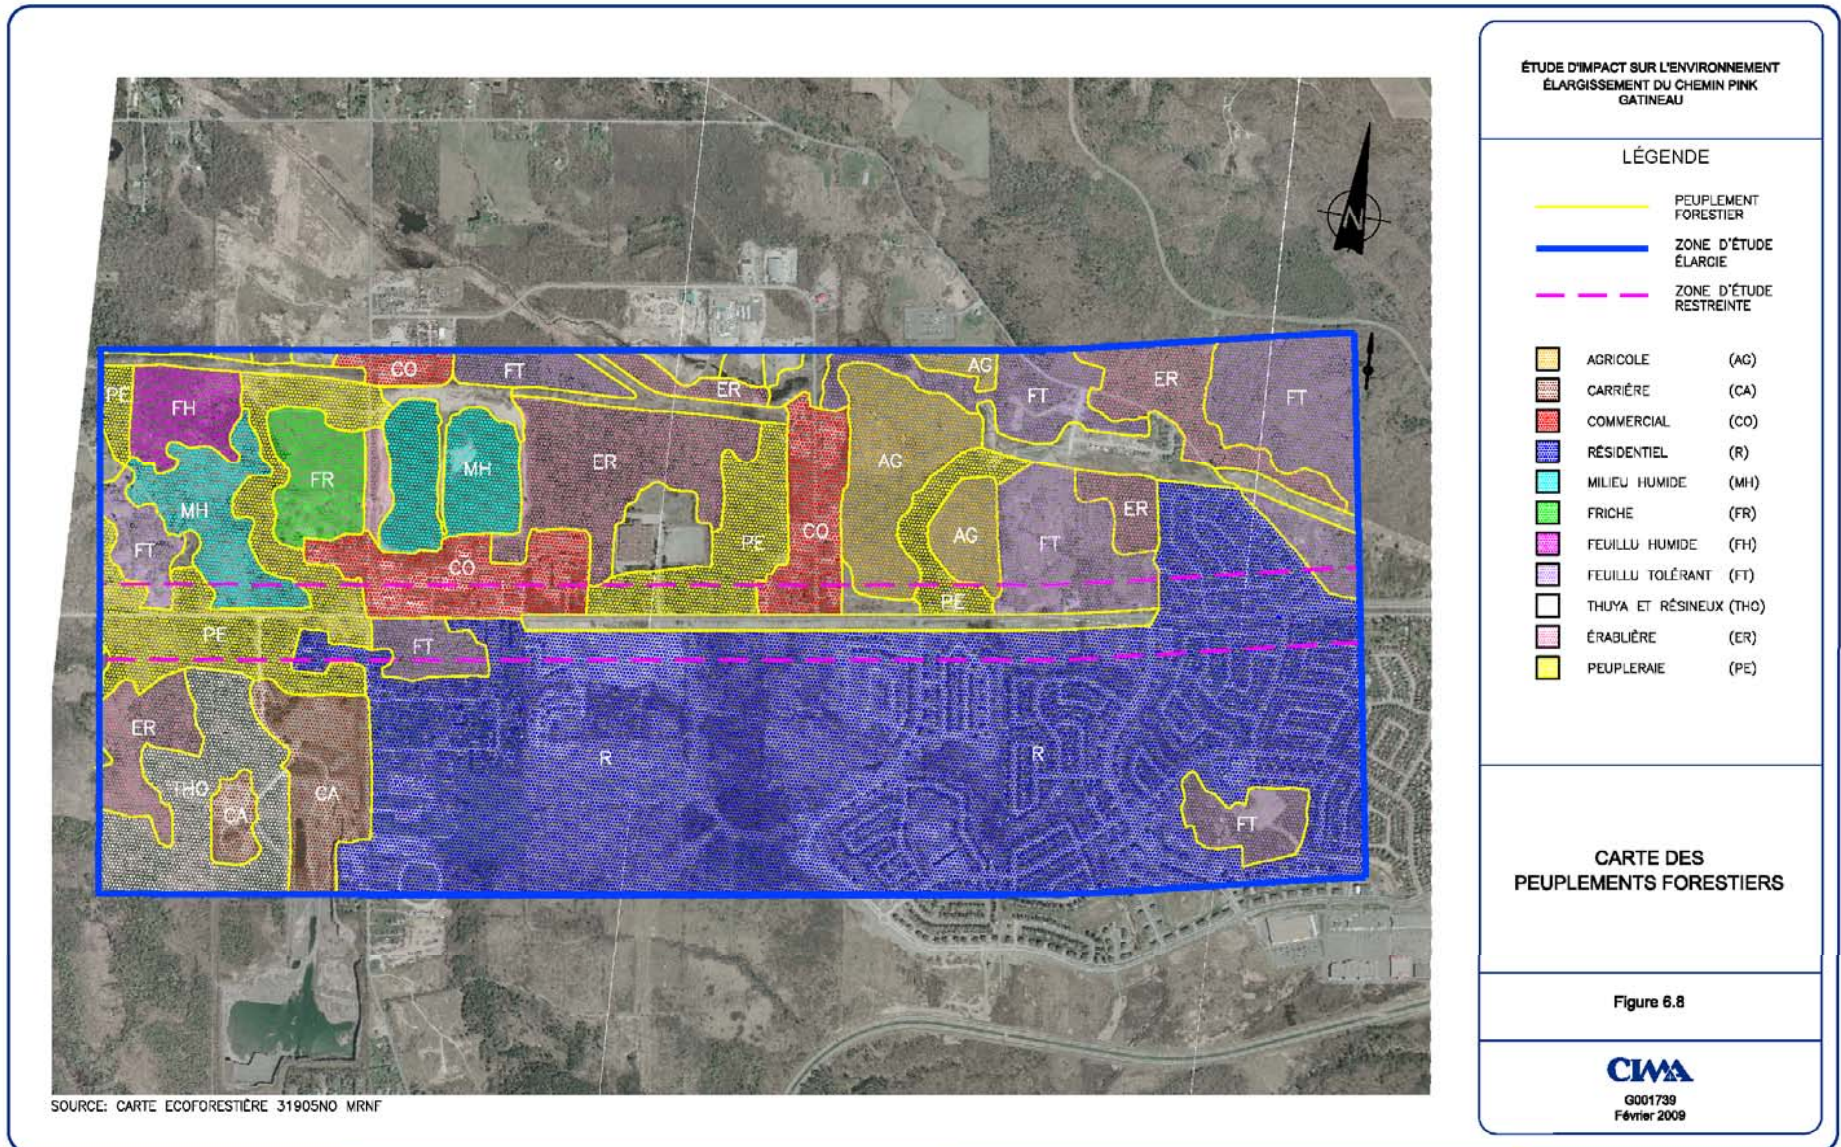 ÉTUDE D'IMPACT SUR L'ENVIRONNEMENT
ÉLARGISSEMENT DU CHEMIN PINK
GATINEAU
LÉGENDE
PEUPLEMENT
FORESTIER
ZONE D'ÉTUDE
ÉLARGIE
ZONE D'ÉTUDE
RESTREINTE
AGRICOLE (AG)
CARRIÈRE (CA)
COMMERCIAL (CO)
RÉSIDENTIEL (R)
MILIEU HUMIDE (MH)
FRICHE (FR)
FEUILLU HUMIDE (FH)
FEUILLU TOLÉRANT (FT)
THUYA ET RÉSINEUX (THO)
ÉRABLIÈRE (ER)
PEUPLERAIE (PE)
CARTE DES
PEUPLEMENTS FORESTIERS
Figure 6.8
CIMA
G001739
Février 2009
N
CO
FT
ER
AG
FT
ER
FT
PE
FH
FR
MH
ER
AG
MH
FT
CO
PE
CO
AG
FT
ER
PE
PE
FT
ER
THO
CA
CA
R
R
FT
SOURCE: CARTE ECOFORESTIÈRE 31905NO MRNF